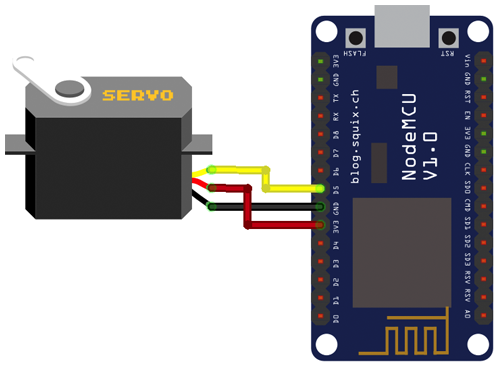 SERVO
FLASH
RST
3V3
GND
TX
RX
D8
D7
D6
D5
GND
3V3
D4
D3
D2
D1
D0
blog.squix.ch
NodeMCU
V1.0
Vin
GND
RST
EN
3V3
GND
CLK
SD0
CMD
SD1
SD2
SD3
RSV
RSV
A0